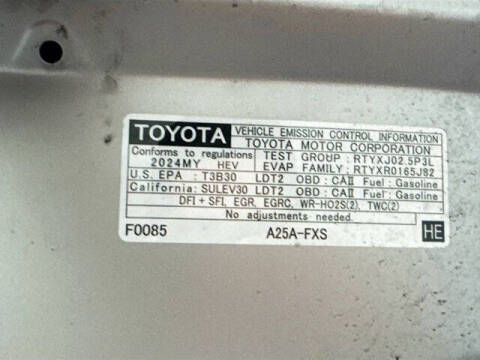 TOYOTA VEHICLE EMISSION CONTROL INFORMATION
TOYOTA MOTOR CORPORATION
Conforms to regulations TEST GROUP : RTYXJ02.5P3L
2024MY HEV EVAP FAMILY : RTYXR0165J82
U.S. EPA : T3B30 LDT2 OBD : CAII Fuel : Gasoline
California: SULEV30 LDT2 OBD : CAII Fuel : Gasoline
DFI + SFI, EGR, EGRC, WR-HO2S(2), TWC(2)
No adjustments needed.
F0085 A25A-FXS HE